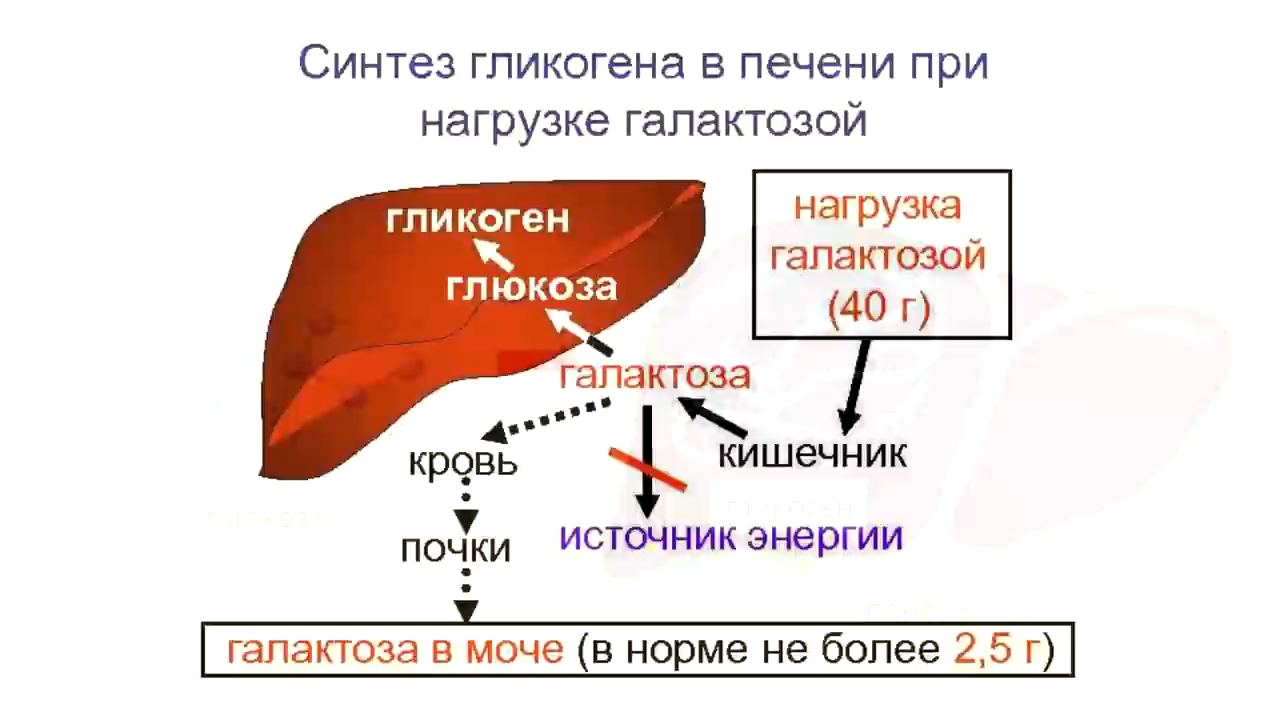 Синтез гликогена в печени при
нагрузке галактозой
гликоген
глюкоза
нагрузка
галактозой
(40 г)
галактоза
кровь
кишечник
почки
источник энергии
галактоза в моче (в норме не более 2,5 г)